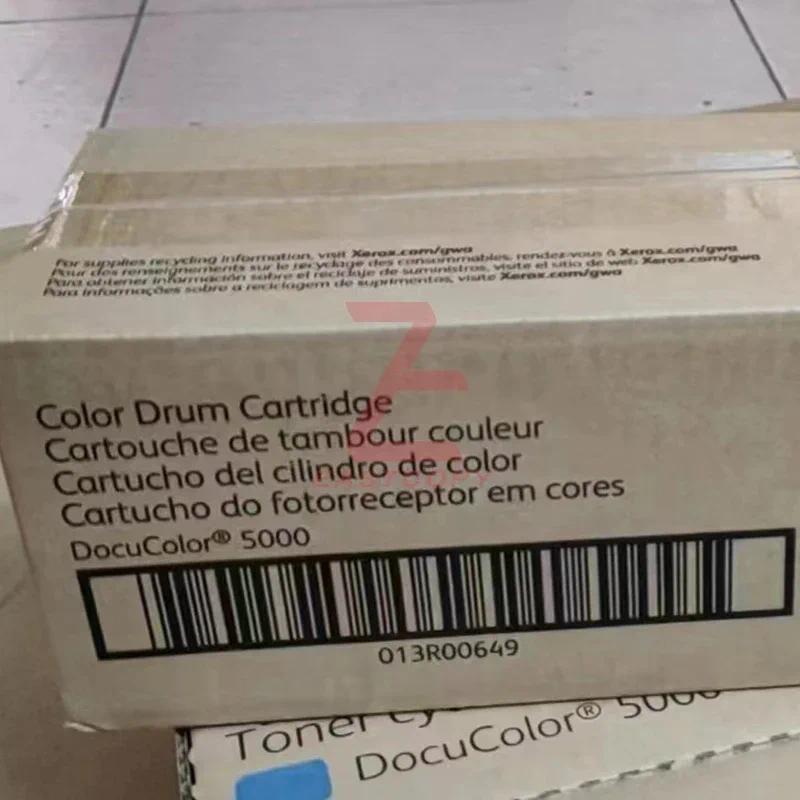 For supplies recycling information, visit Xerox.com/gwa
Pour des renseignements sur le recyclage des consommables, rendez-vous à Xerox.com/gwa
Para obtener información sobre el reciclaje de suministros, visite el sitio de web Xerox.com/gwa
Para informações sobre a reciclagem de suprimentos, visite Xerox.com/gwa
Color Drum Cartridge
Cartouche de tambour couleur
Cartucho del cilindro de color
Cartucho do fotorreceptor em cores
DocuColor® 5000
013R00649
Toner
DocuColor® 5000